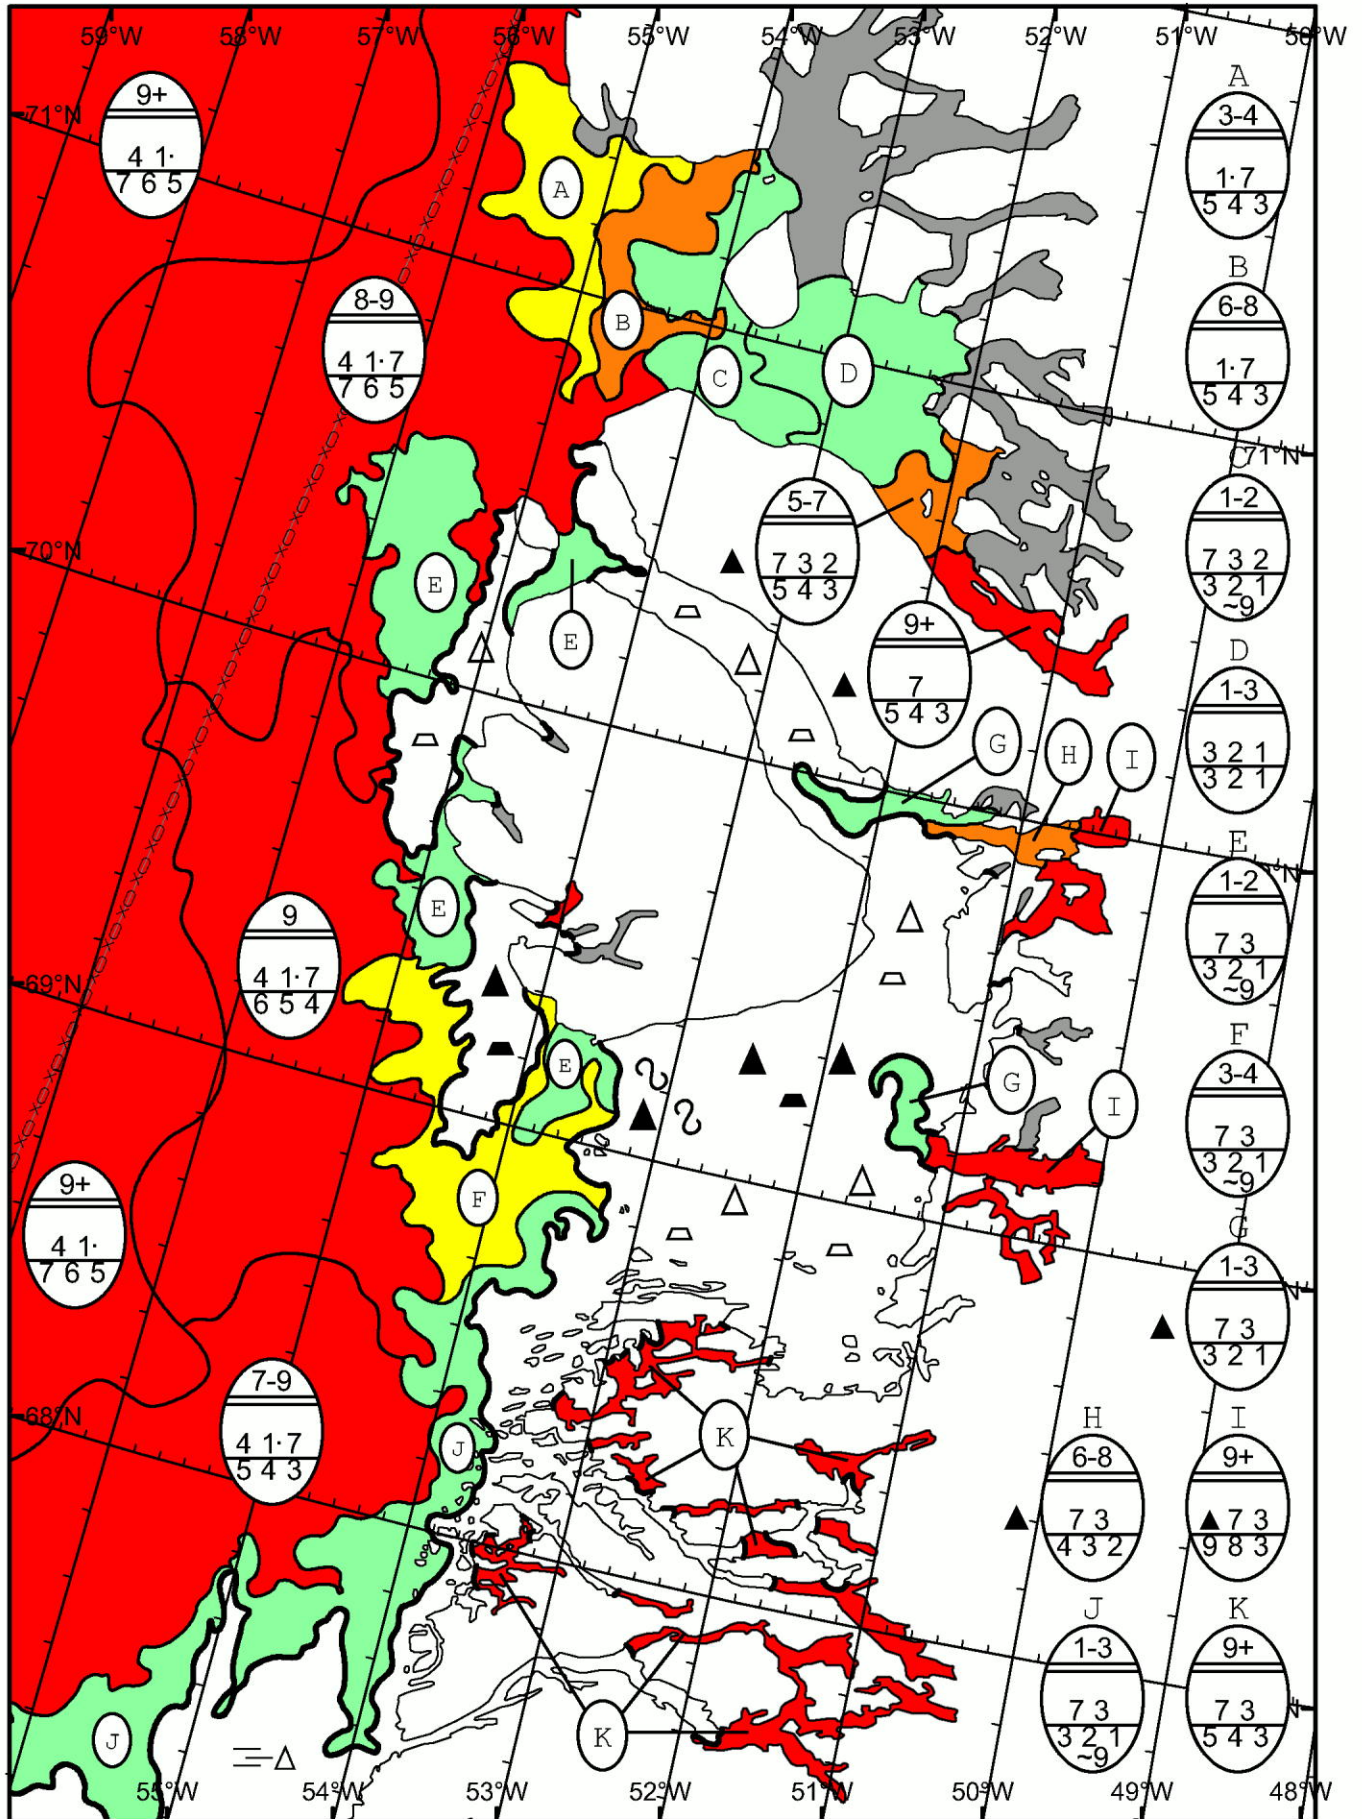 59°W 58°W 57°W 56°W 55°W 54°W 53°W 52°W 51°W 50°W
71°N
9+
4 1·
7 6 5
8-9
4 1·7
7 6 5
A
B
C
D
5-7
7 3 2
5 4 3
70°N
E
E
9+
7
5 4 3
G
H
I
E
9
4 1·7
6 5 4
69°N
E
G
I
F
9+
4 1·
7 6 5
7-9
4 1·7
5 4 3
68°N
J
K
J
K
A
3-4
1·7
5 4 3
B
6-8
1·7
5 4 3
C
71°N
1-2
7 3 2
3 2 1
~9
D
1-3
3 2 1
3 2 1
E
°N
1-2
7 3
3 2 1
~9
F
3-4
7 3
3 2 1
~9
G
1-3
7 3
3 2 1
H
6-8
7 3
4 3 2
I
9+
▲ 7 3
9 8 3
J
1-3
7 3
3 2 1
~9
K
9+
7 3
5 4 3
55°W 54°W 53°W 52°W 51°W 50°W 49°W 48°W